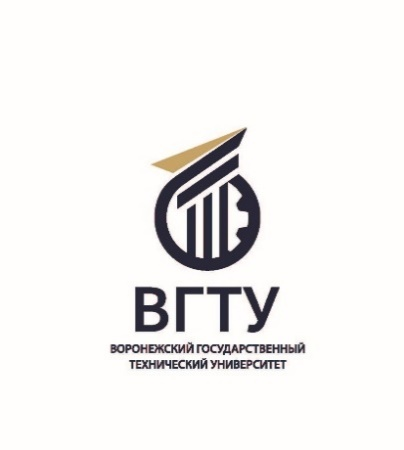 ВГТУ
ВОРОНЕЖСКИЙ ГОСУДАРСТВЕННЫЙ
ТЕХНИЧЕСКИЙ УНИВЕРСИТЕТ